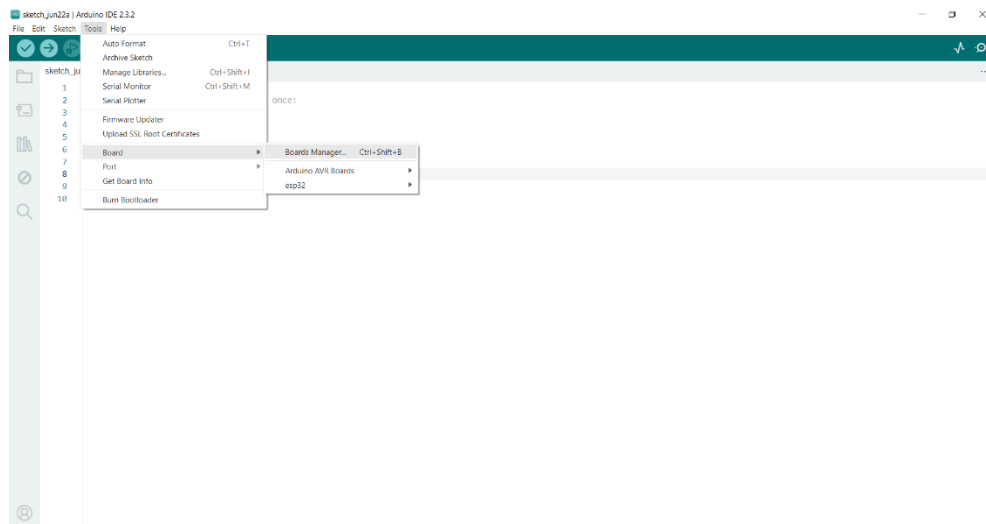 sketch_jun22a | Arduino IDE 2.3.2
File Edit Sketch Tools Help
sketch_ju
Auto Format Ctrl+T
Archive Sketch
Manage Libraries... Ctrl+Shift+I
Serial Monitor Ctrl+Shift+M
Serial Plotter
Firmware Updater
Upload SSL Root Certificates
Board
Port
Get Board Info
Burn Bootloader
Boards Manager... Ctrl+Shift+B
Arduino AVR Boards
esp32
1
2 once:
3
4
5
6
7
8
9
10